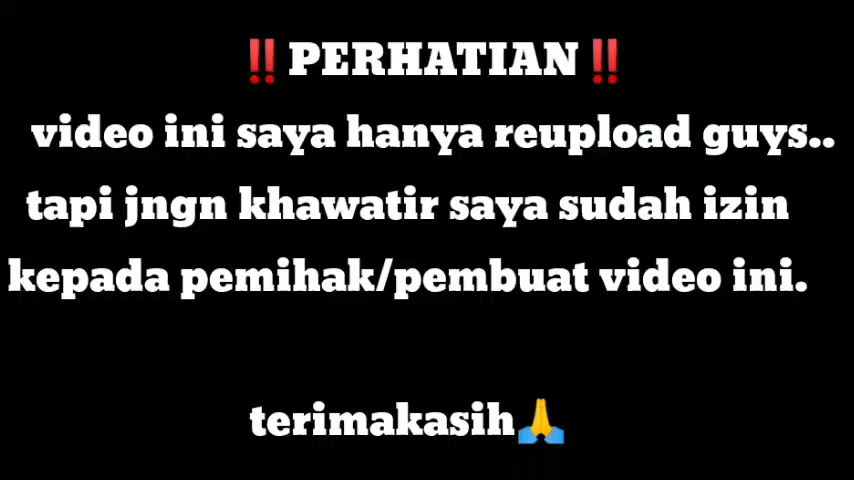 ‼️PERHATIAN‼️
video ini saya hanya reupload guys..
tapi jngn khawatir saya sudah izin
kepada pemihak/pembuat video ini.
terimakasih🙏